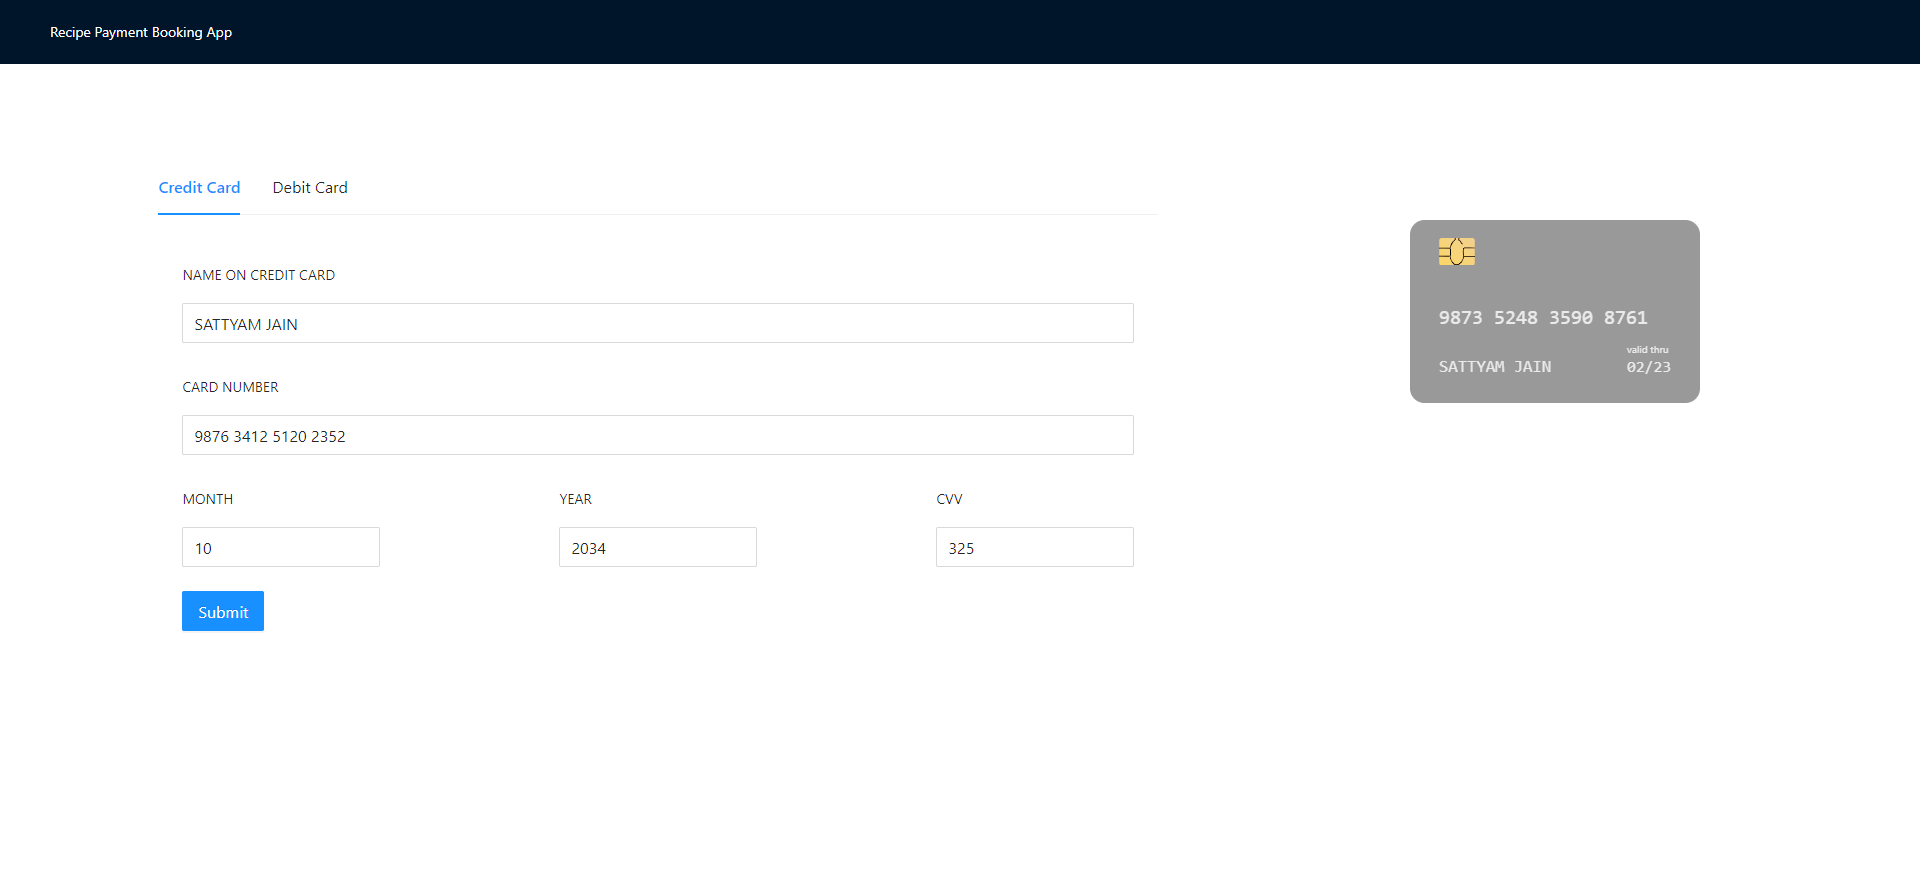 Recipe Payment Booking App
Credit Card Debit Card
NAME ON CREDIT CARD
SATTYAM JAIN
CARD NUMBER
9876 3412 5120 2352
MONTH YEAR CVV
10 2034 325
Submit
9873 5248 3590 8761
valid thru
SATTYAM JAIN 02/23